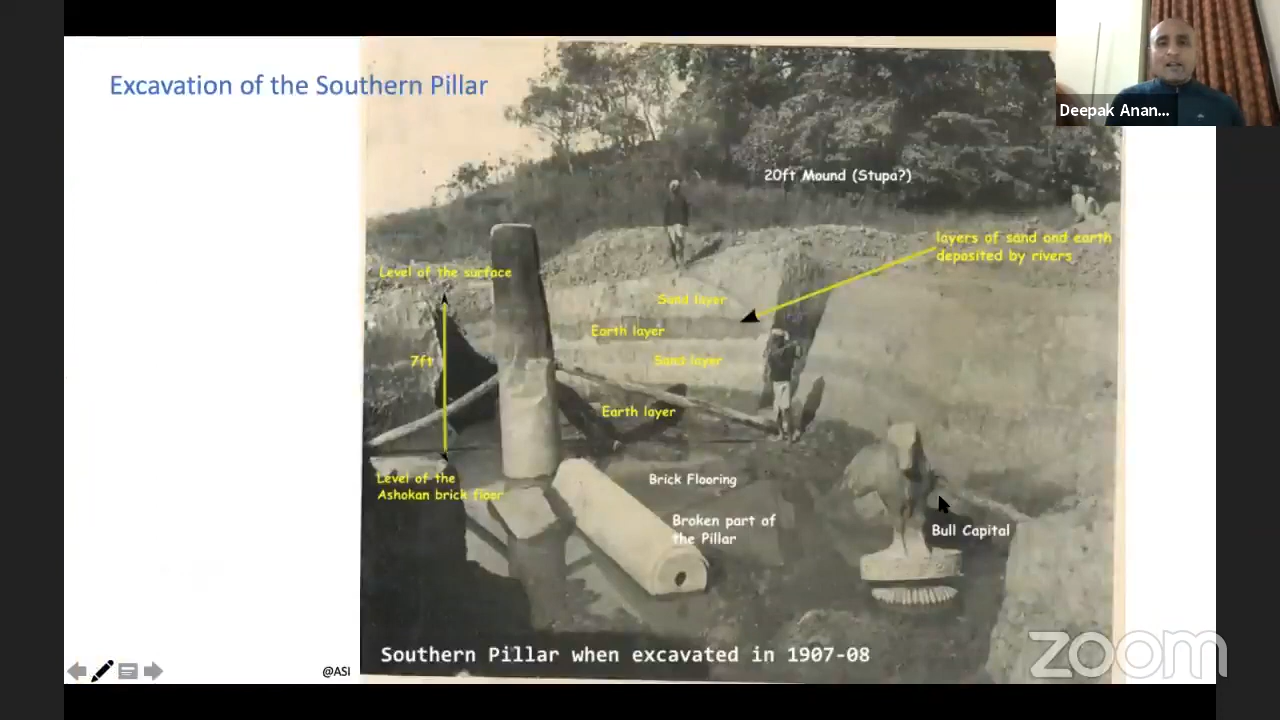 Excavation of the Southern Pillar
Deepak Anan...
20ft Mound (Stupa?)
layers of sand and earth
deposited by rivers
Level of the surface
Sand layer
Earth layer
7ft
Sand layer
Earth layer
Level of the
Ashokan brick floor
Brick Flooring
Broken part of
the Pillar
Bull Capital
Southern Pillar when excavated in 1907-08
@ASI
zoom